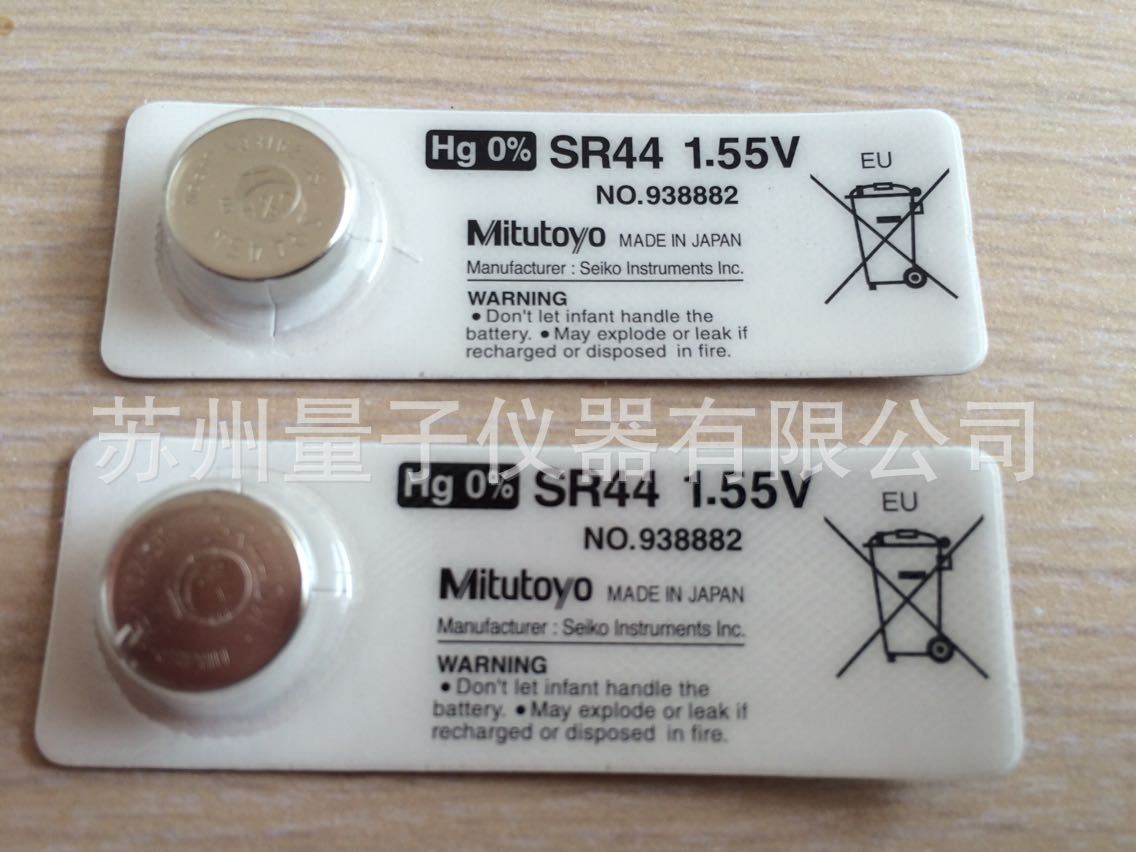 Hg 0% SR44 1.55V
NO.938882
EU
Mitutoyo MADE IN JAPAN
Manufacturer : Seiko Instruments Inc.
WARNING
• Don't let infant handle the
battery. • May explode or leak if
recharged or disposed in fire.
苏州量子仪器有限公司
Hg 0% SR44 1.55V
NO.938882
EU
Mitutoyo MADE IN JAPAN
Manufacturer : Seiko Instruments Inc.
WARNING
• Don't let infant handle the
battery. • May explode or leak if
recharged or disposed in fire.